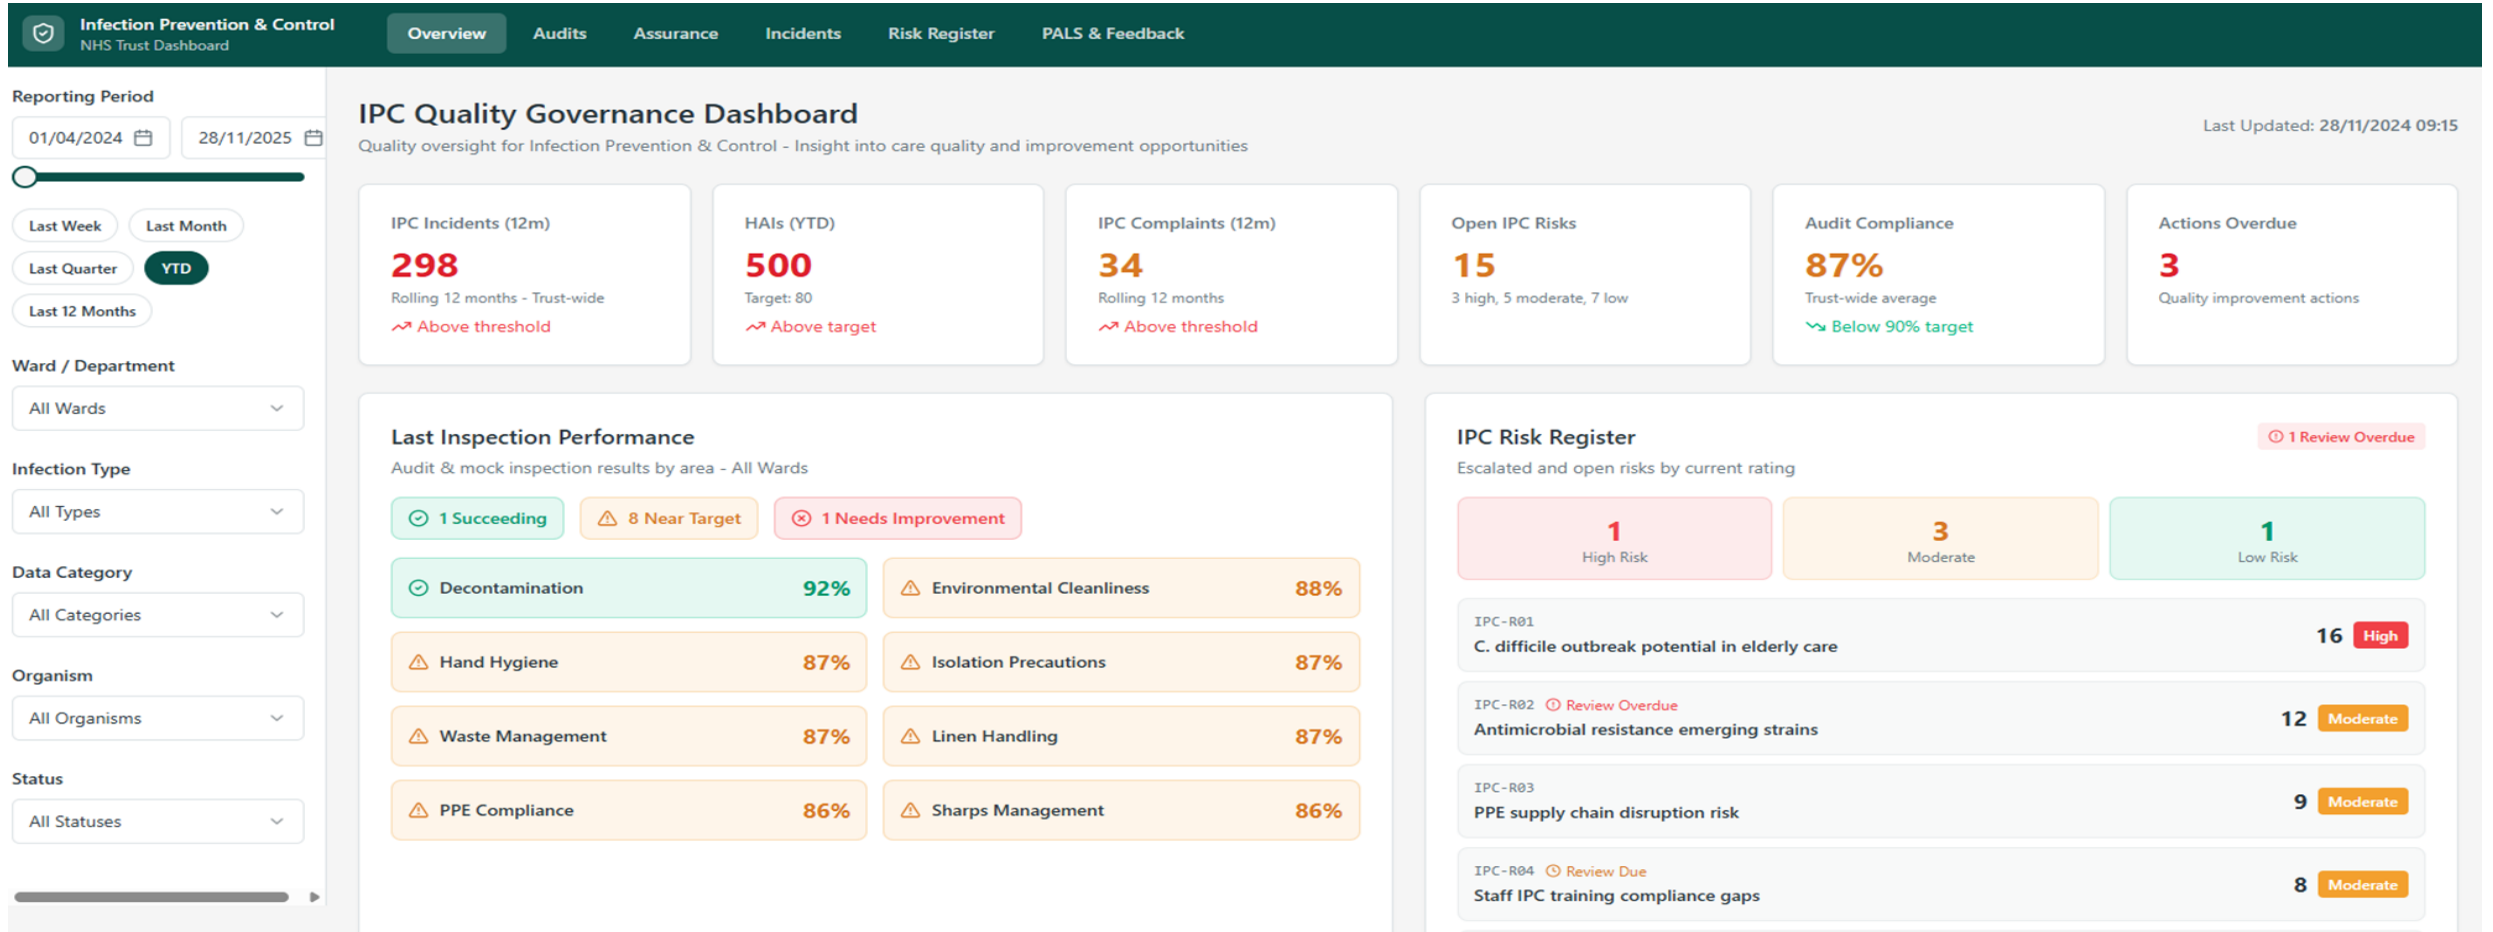 Infection Prevention & Control
NHS Trust Dashboard
Overview
Audits
Assurance
Incidents
Risk Register
PALS & Feedback
Reporting Period
01/04/2024
28/11/2025
Last Week
Last Month
Last Quarter
YTD
Last 12 Months
Ward / Department
All Wards
Infection Type
All Types
Data Category
All Categories
Organism
All Organisms
Status
All Statuses
IPC Quality Governance Dashboard
Quality oversight for Infection Prevention & Control - Insight into care quality and improvement opportunities
Last Updated: 28/11/2024 09:15
IPC Incidents (12m)
298
Rolling 12 months - Trust-wide
Above threshold
HAIs (YTD)
500
Target: 80
Above target
IPC Complaints (12m)
34
Rolling 12 months
Above threshold
Open IPC Risks
15
3 high, 5 moderate, 7 low
Audit Compliance
87%
Trust-wide average
Below 90% target
Actions Overdue
3
Quality improvement actions
Last Inspection Performance
Audit & mock inspection results by area - All Wards
1 Succeeding
8 Near Target
1 Needs Improvement
Decontamination 92%
Environmental Cleanliness 88%
Hand Hygiene 87%
Isolation Precautions 87%
Waste Management 87%
Linen Handling 87%
PPE Compliance 86%
Sharps Management 86%
IPC Risk Register
1 Review Overdue
Escalated and open risks by current rating
1
High Risk
3
Moderate
1
Low Risk
IPC-R01
C. difficile outbreak potential in elderly care
16 High
IPC-R02 Review Overdue
Antimicrobial resistance emerging strains
12 Moderate
IPC-R03
PPE supply chain disruption risk
9 Moderate
IPC-R04 Review Due
Staff IPC training compliance gaps
8 Moderate